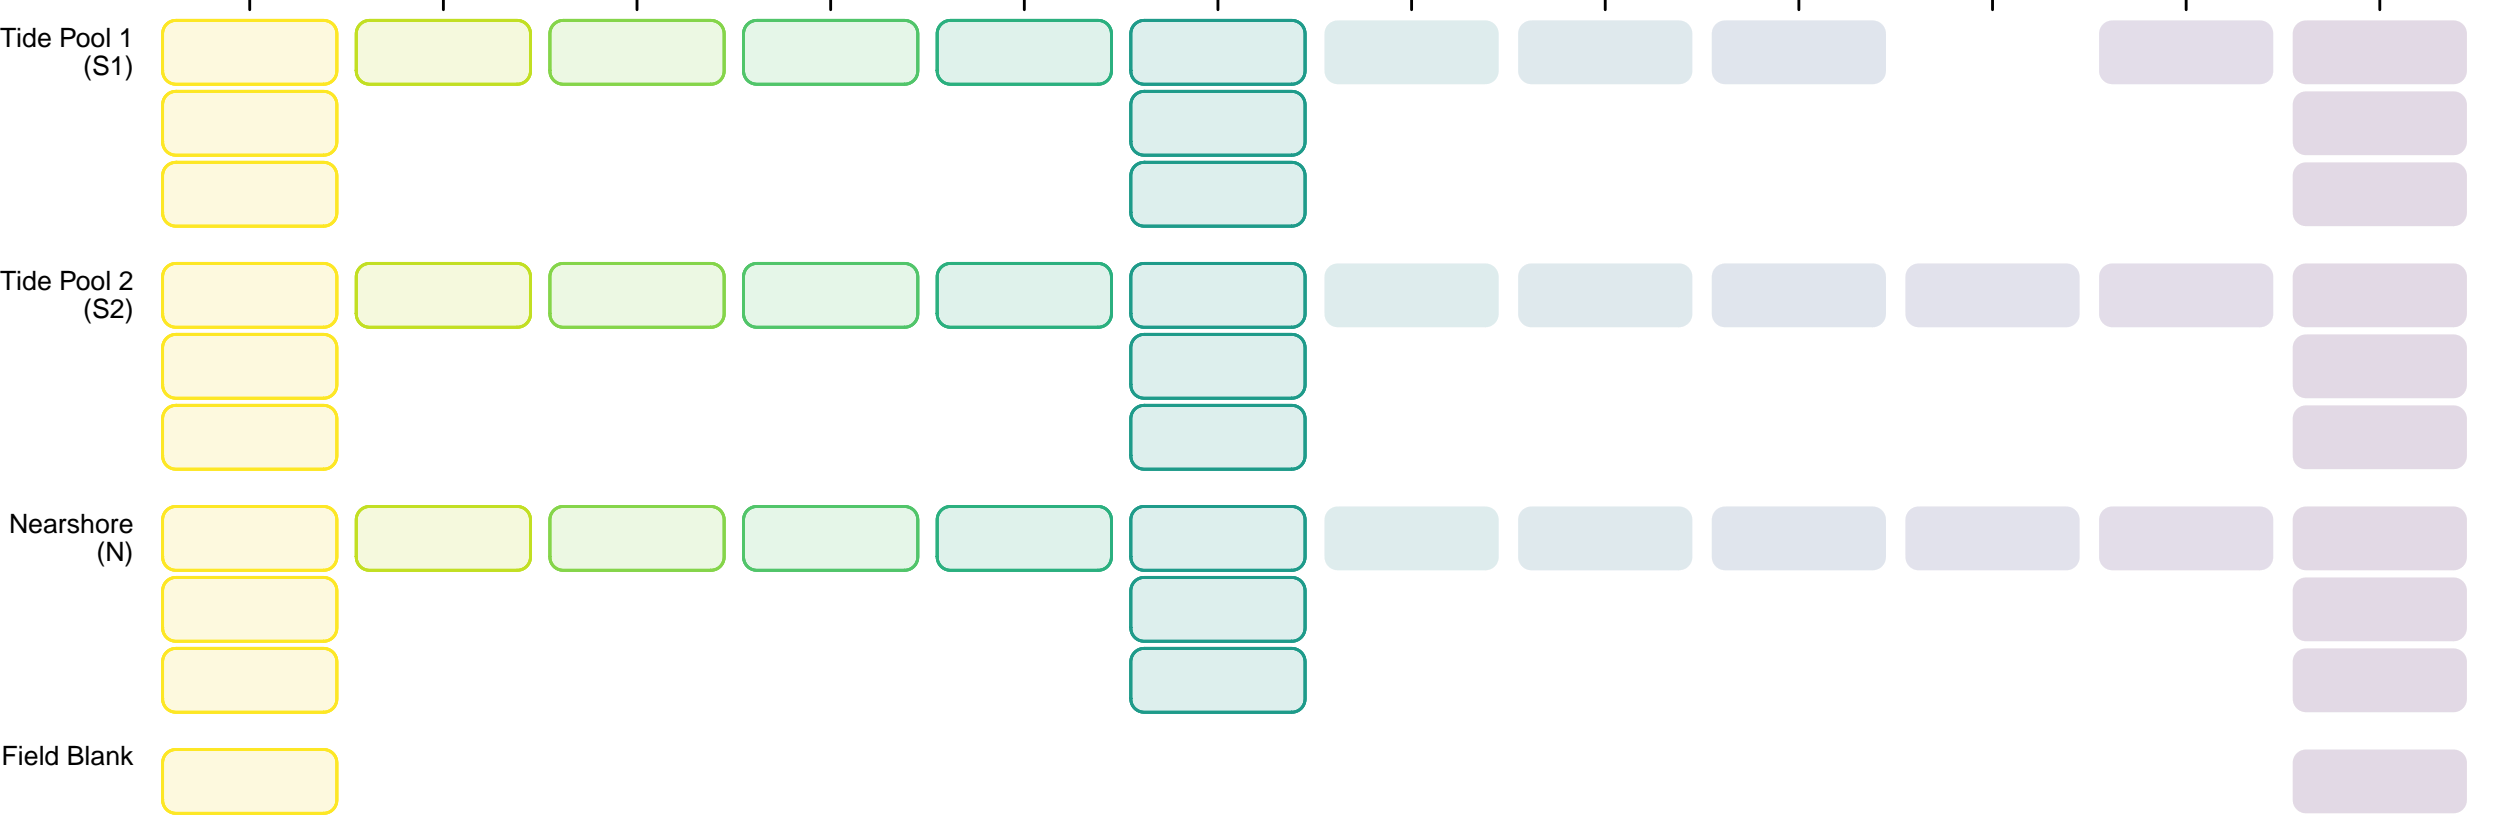 Tide Pool 1
(S1)
Tide Pool 2
(S2)
Nearshore
(N)
Field Blank